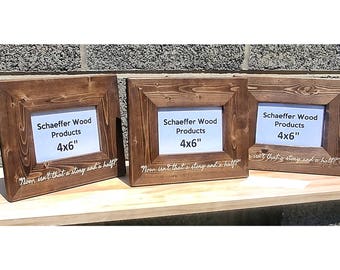 Schaeffer Wood
Products
4x6"
"Now, isn't that a story and a half?"
Schaeffer Wood
Products
4x6"
"Now, isn't that a story and a half?"
Schaeffer Wood
Products
4x6"
isn't that a story and a half?"